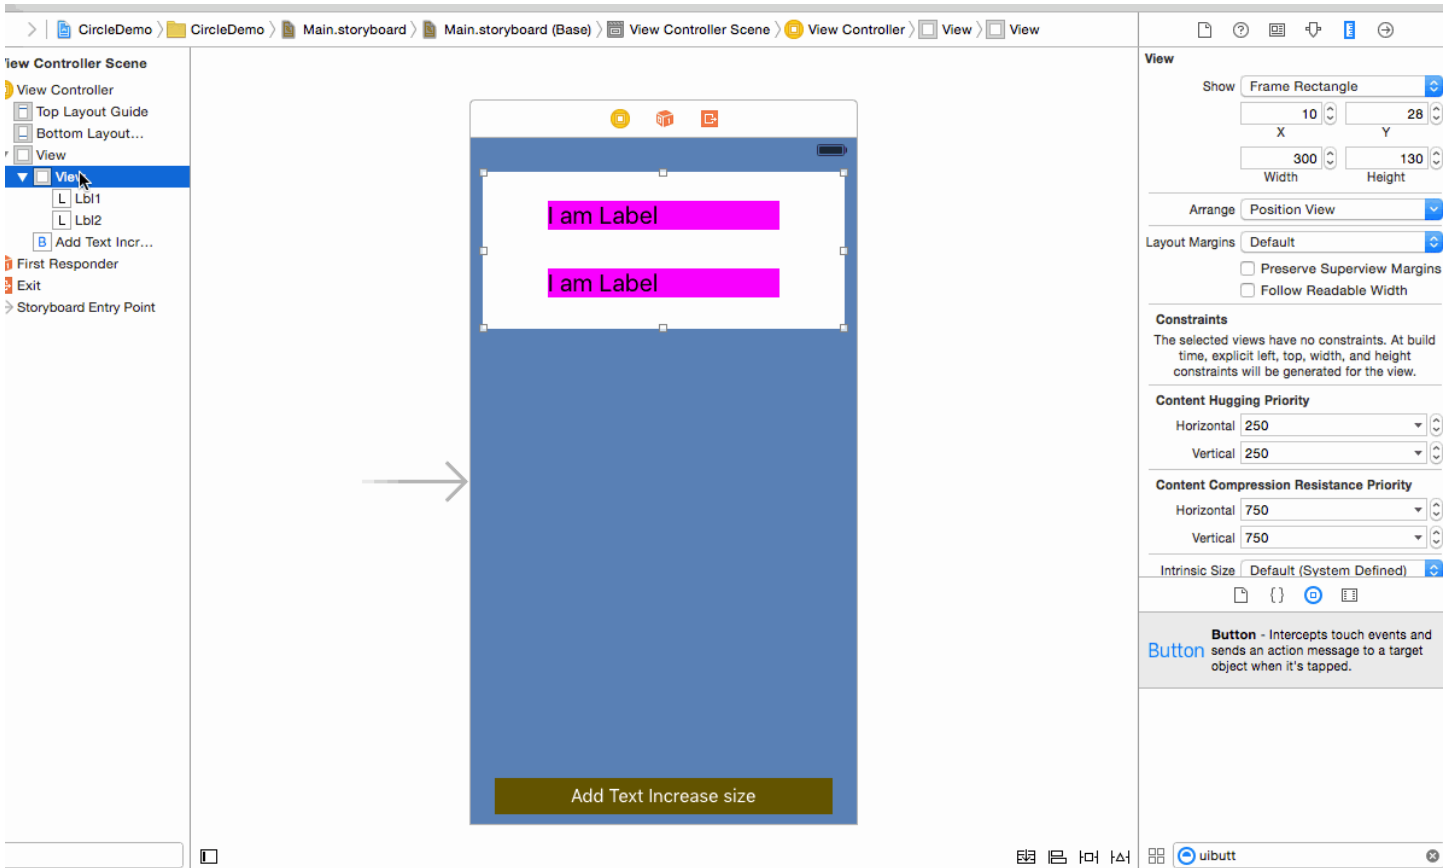 CircleDemo CircleDemo Main.storyboard Main.storyboard (Base) View Controller Scene View Controller View View
View Controller Scene
View Controller
Top Layout Guide
Bottom Layout...
View
View
Lbl1
Lbl2
B Add Text Incr...
First Responder
Exit
Storyboard Entry Point
I am Label
I am Label
Add Text Increase size
View
Show Frame Rectangle
10 28
X Y
300 130
Width Height
Arrange Position View
Layout Margins Default
Preserve Superview Margins
Follow Readable Width
Constraints
The selected views have no constraints. At build
time, explicit left, top, width, and height
constraints will be generated for the view.
Content Hugging Priority
Horizontal 250
Vertical 250
Content Compression Resistance Priority
Horizontal 750
Vertical 750
Intrinsic Size Default (System Defined)
Button - Intercepts touch events and
Button sends an action message to a target
object when it's tapped.
uibutt